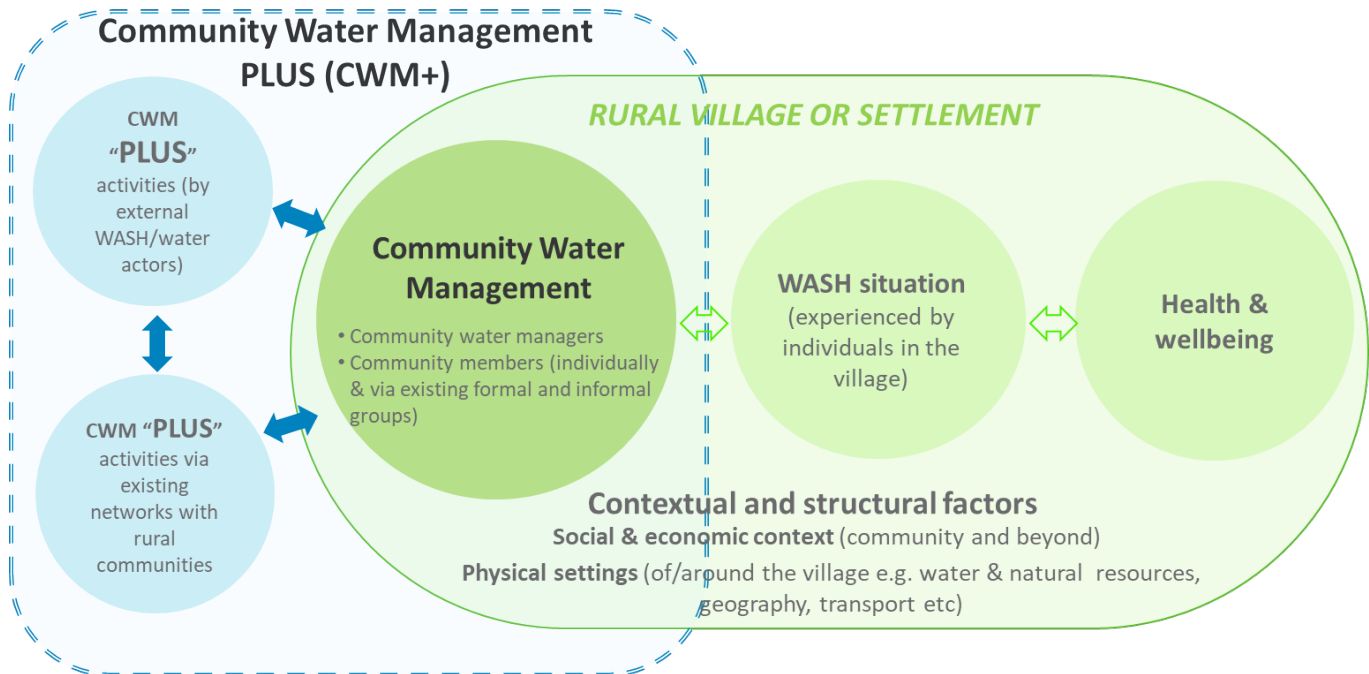 Community Water Management
PLUS (CWM+)
CWM
“PLUS”
activities (by
external
WASH/water
actors)
CWM “PLUS”
activities via
existing
networks with
rural
communities
RURAL VILLAGE OR SETTLEMENT
Community Water
Management
• Community water managers
• Community members (individually
& via existing formal and informal
groups)
WASH situation
(experienced by
individuals in the
village)
Health &
wellbeing
Contextual and structural factors
Social & economic context (community and beyond)
Physical settings (of/around the village e.g. water & natural resources,
geography, transport etc)